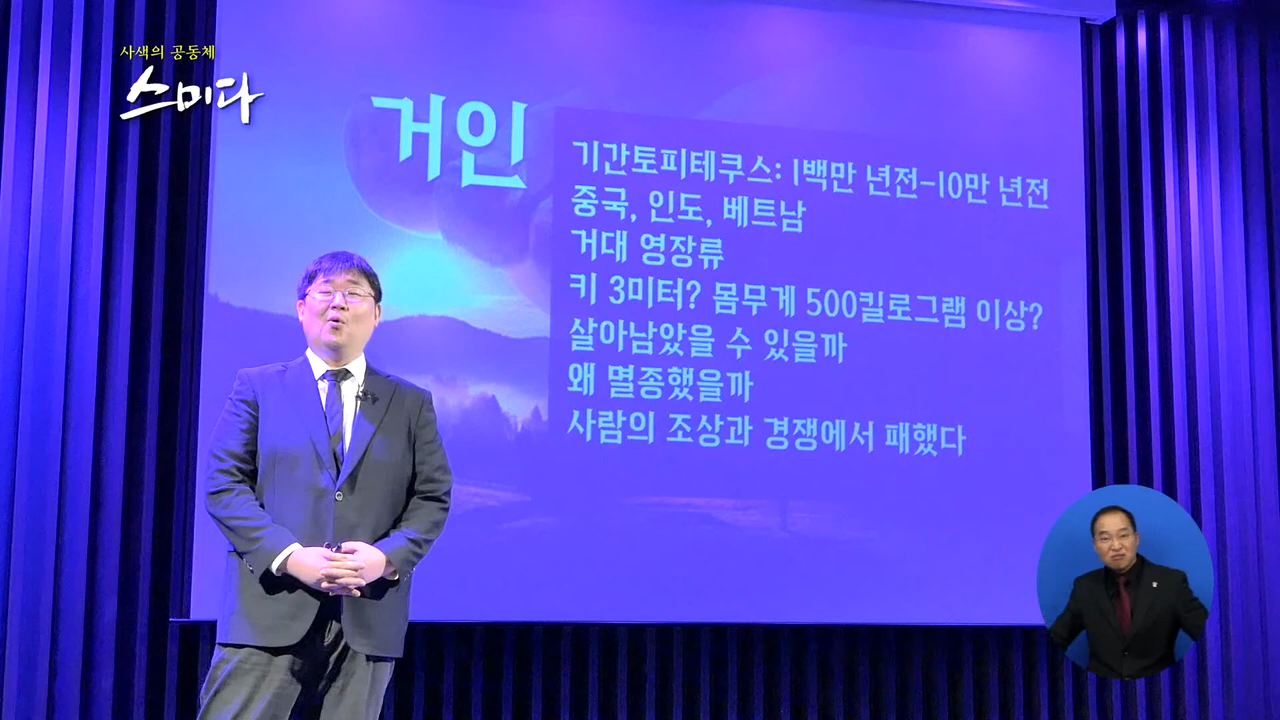 사색의 공동체
스미다
거인
기간토피테쿠스: 1백만 년전-10만 년전
중국, 인도, 베트남
거대 영장류
키 3미터? 몸무게 500킬로그램 이상?
살아남았을 수 있을까
왜 멸종했을까
사람의 조상과 경쟁에서 패했다